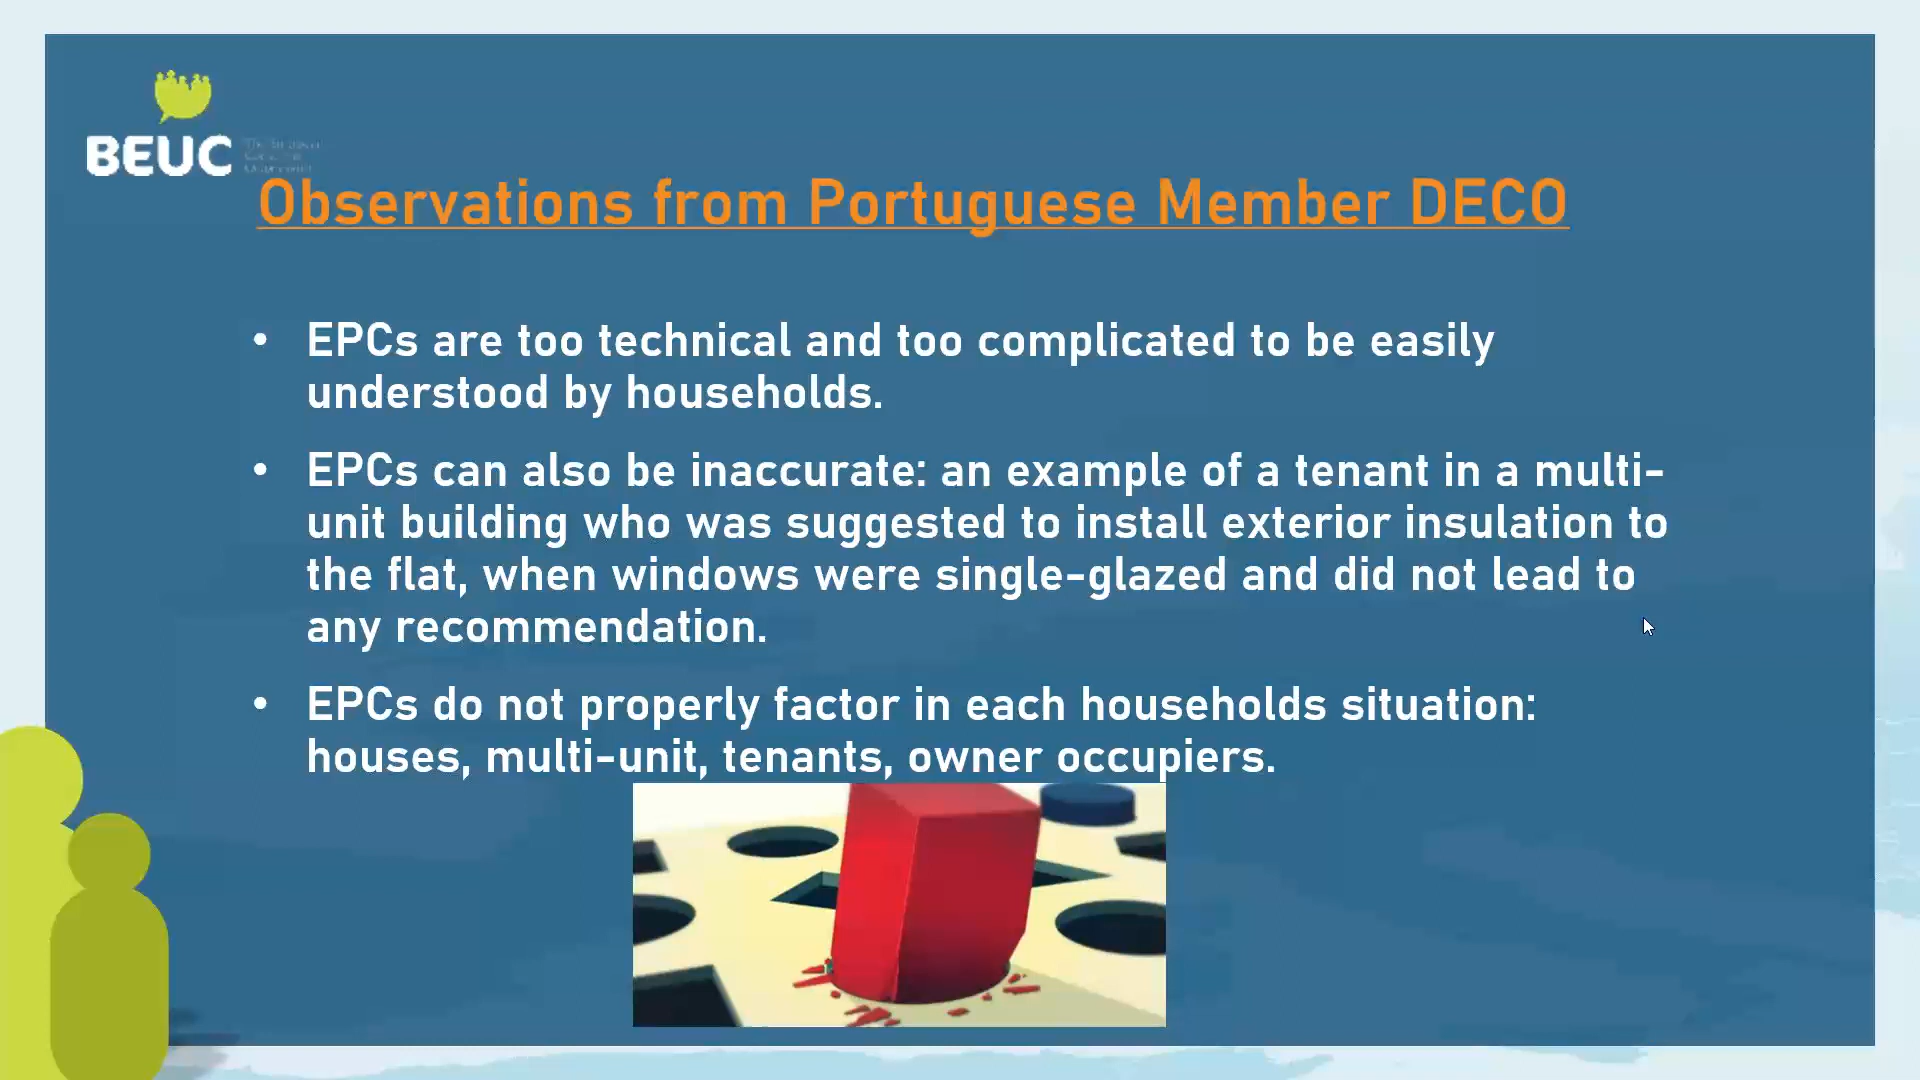 BEUC
Observations from Portuguese Member DECO
• EPCs are too technical and too complicated to be easily
understood by households.
• EPCs can also be inaccurate: an example of a tenant in a multi-
unit building who was suggested to install exterior insulation to
the flat, when windows were single-glazed and did not lead to
any recommendation.
• EPCs do not properly factor in each households situation:
houses, multi-unit, tenants, owner occupiers.